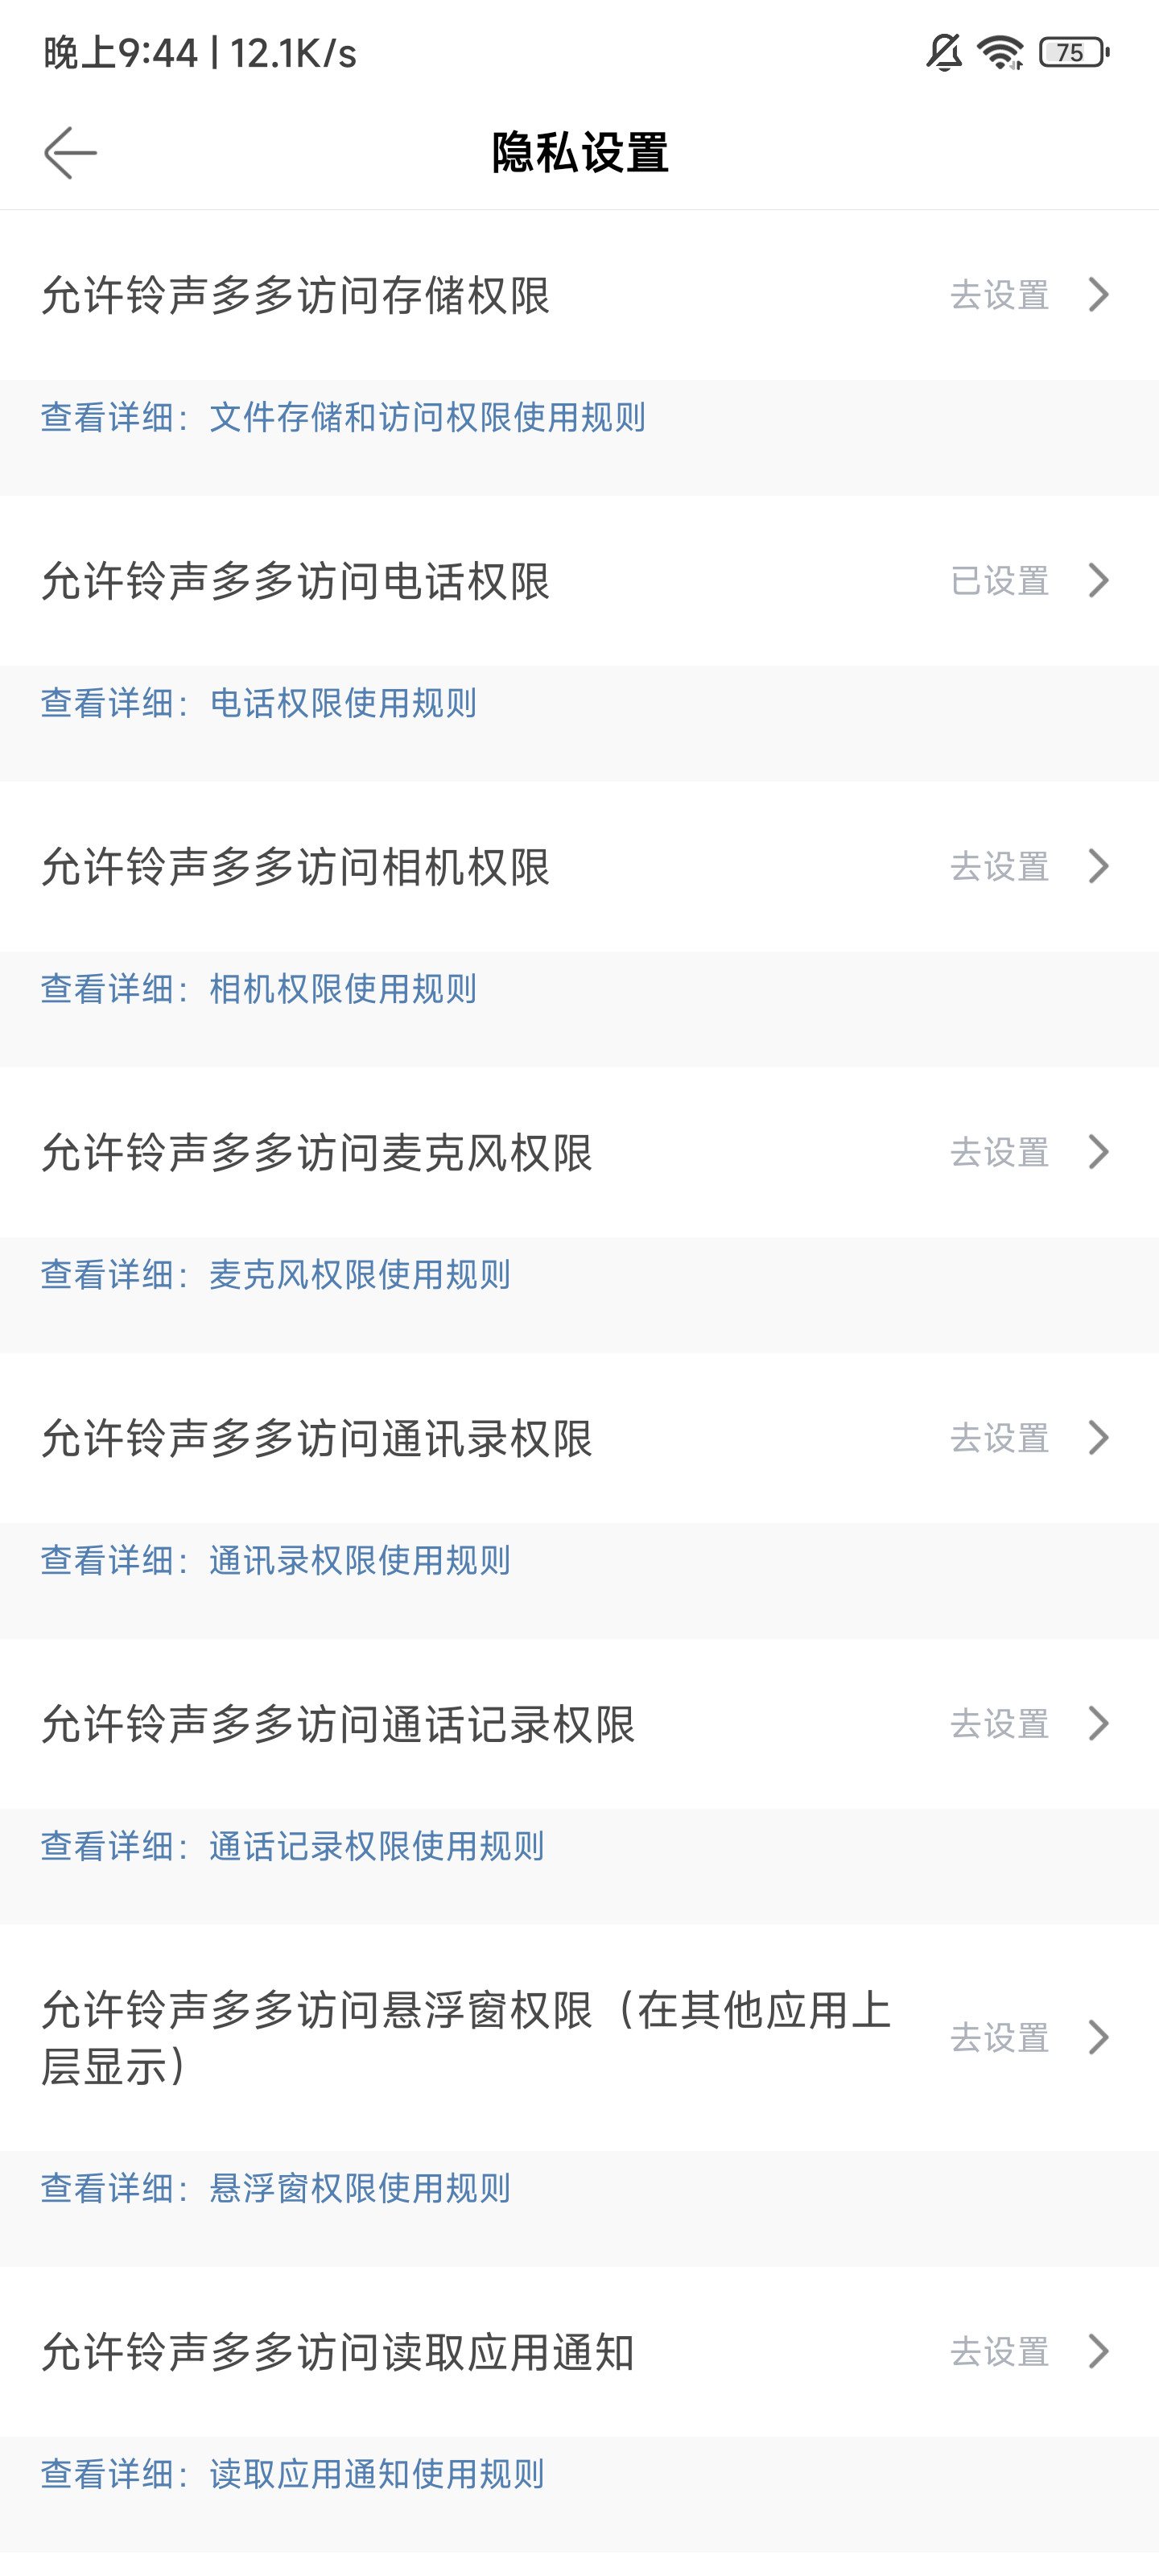 晚上9:44 | 12.1K/s
75
隐私设置
允许铃声多多访问存储权限
去设置
查看详细：文件存储和访问权限使用规则
允许铃声多多访问电话权限
已设置
查看详细：电话权限使用规则
允许铃声多多访问相机权限
去设置
查看详细：相机权限使用规则
允许铃声多多访问麦克风权限
去设置
查看详细：麦克风权限使用规则
允许铃声多多访问通讯录权限
去设置
查看详细：通讯录权限使用规则
允许铃声多多访问通话记录权限
去设置
查看详细：通话记录权限使用规则
允许铃声多多访问悬浮窗权限（在其他应用上
层显示）
去设置
查看详细：悬浮窗权限使用规则
允许铃声多多访问读取应用通知
去设置
查看详细：读取应用通知使用规则